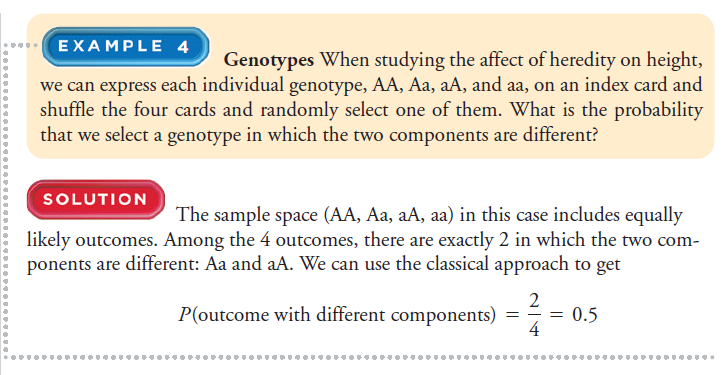 EXAMPLE 4
Genotypes When studying the affect of heredity on height,
we can express each individual genotype, AA, Aa, aA, and aa, on an index card and
shuffle the four cards and randomly select one of them. What is the probability
that we select a genotype in which the two components are different?
SOLUTION
The sample space (AA, Aa, aA, aa) in this case includes equally
likely outcomes. Among the 4 outcomes, there are exactly 2 in which the two com-
ponents are different: Aa and aA. We can use the classical approach to get
P(outcome with different components) = 2/4 = 0.5